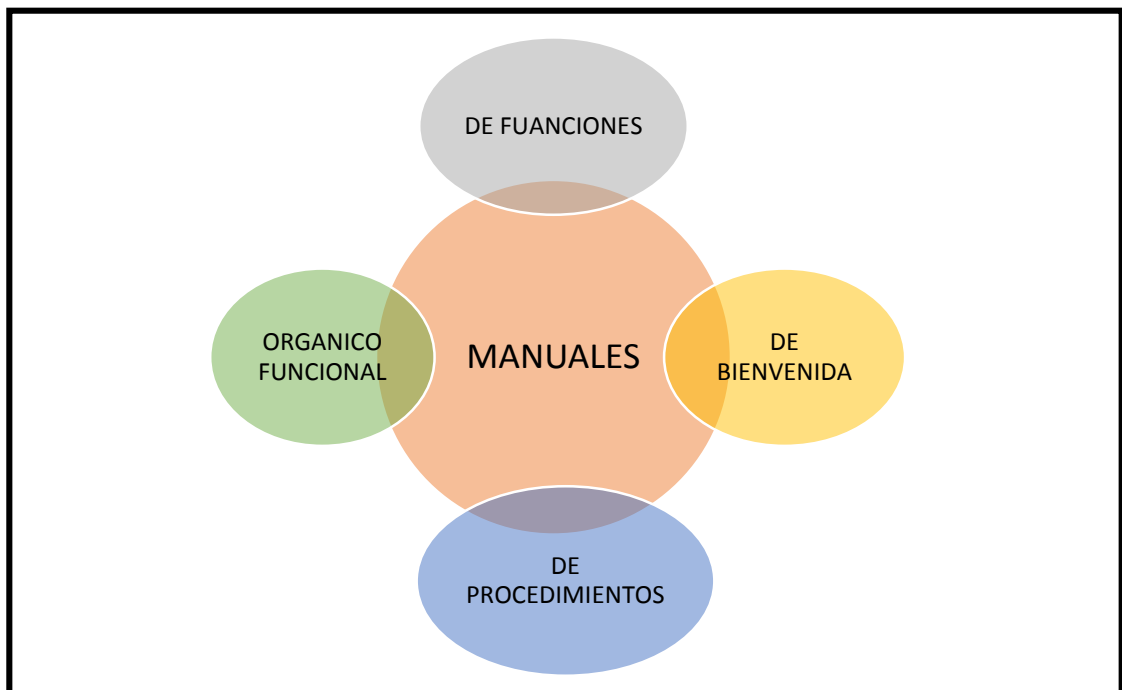 DE FUANCIONES
ORGANICO
FUNCIONAL
MANUALES
DE
BIENVENIDA
DE
PROCEDIMIENTOS